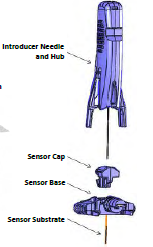 Introducer Needle
and Hub
Sensor Cap
Sensor Base
Sensor Substrate